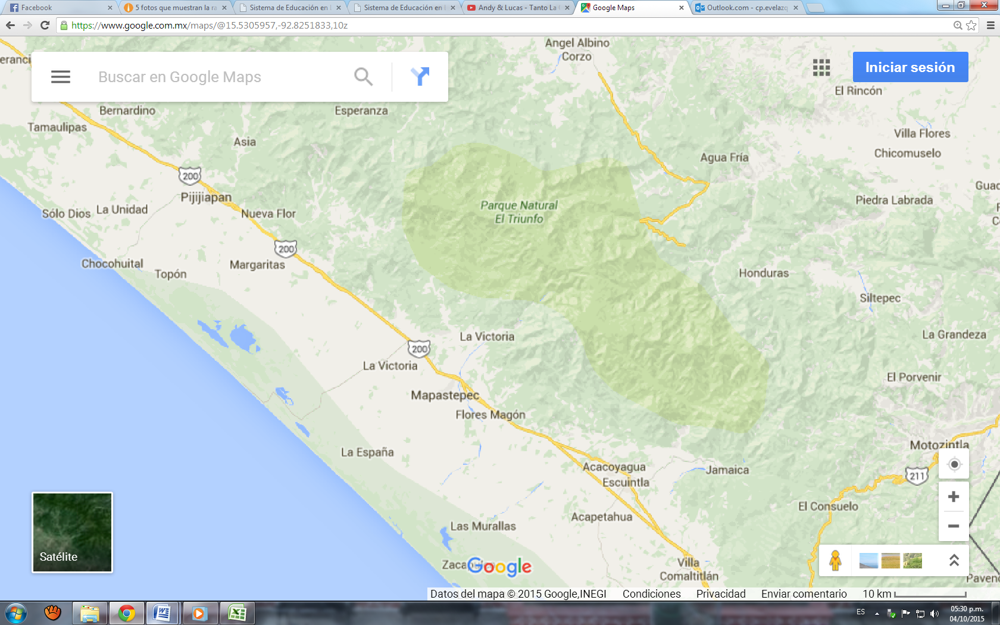 Facebook
5 fotos que muestran la ra
Sistema de Educación en
Sistema de Educación en
Andy & Lucas - Tanto La
Google Maps
Outlook.com - cp.evelazq
https://www.google.com.mx/maps/@15.5305957,-92.8251833,10z
Angel Albino
Corzo
Buscar en Google Maps
Iniciar sesión
El Rincón
Bernardino
Esperanza
Tamaulipas
Villa Flores
Asia
Chicomuselo
Agua Fría
200
Pijijiapan
Piedra Labrada
Parque Natural
El Triunfo
Sólo Dios
La Unidad
Nueva Flor
200
Chocohuital
Margaritas
Topón
Honduras
Siltepec
La Victoria
La Grandeza
200
La Victoria
El Porvenir
Mapastepec
Flores Magón
Motozintla
La España
Acacoyagua
Jamaica
211
Escuintla
El Consuelo
Acapetahua
Las Murallas
Satélite
Google
Villa
Comaltitlán
Datos del mapa © 2015 Google,INEGI
Condiciones
Privacidad
Enviar comentario
10 km
ES
05:30 p.m.
04/10/2015